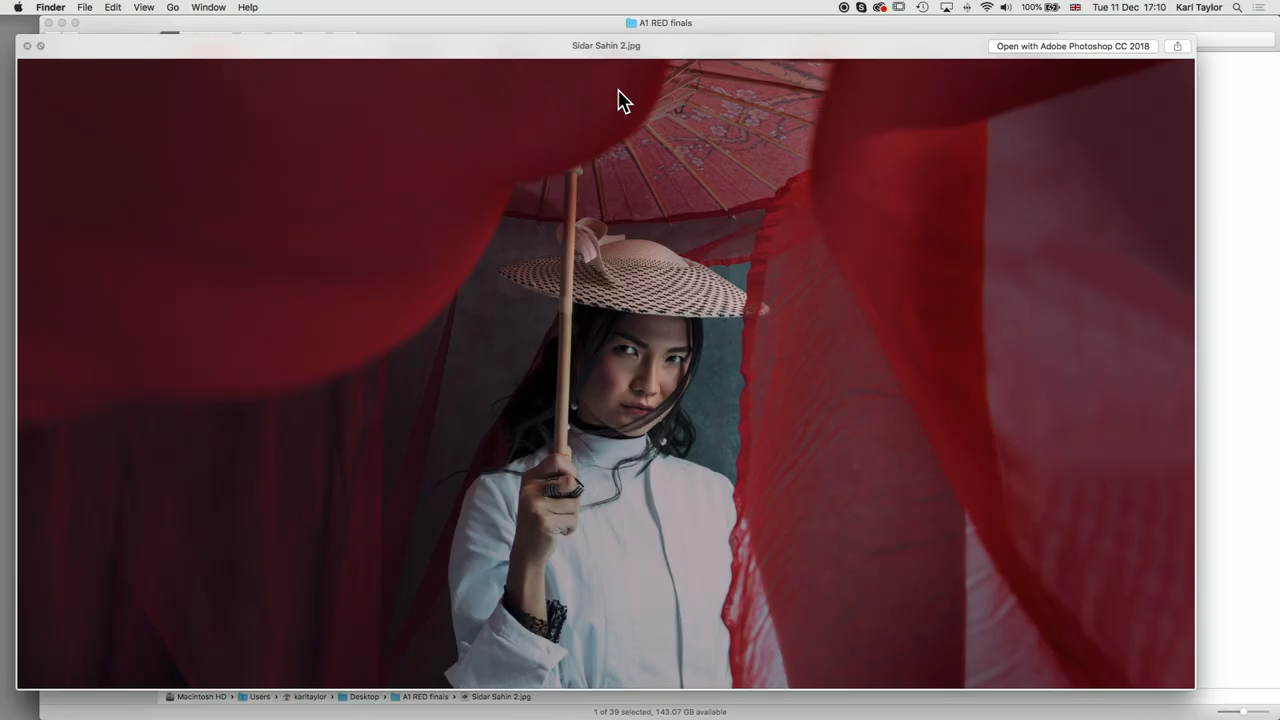 Finder File Edit View Go Window Help 100% Tue 11 Dec 17:10 Karl Taylor
A1 RED finals
Sidar Sahin 2.jpg Open with Adobe Photoshop CC 2018
Macintosh HD › Users › karltaylor › Desktop › A1 RED finals › Sidar Sahin 2.jpg
1 of 39 selected, 143.07 GB available